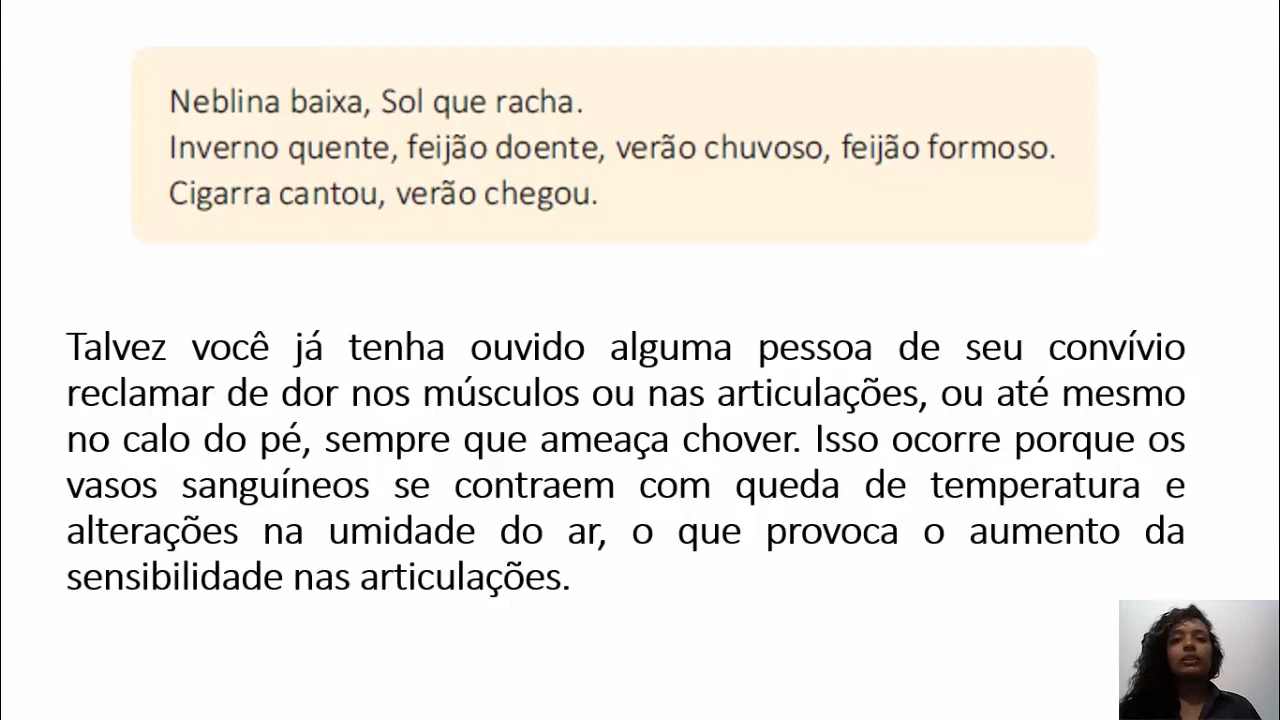 Neblina baixa, Sol que racha.
Inverno quente, feijão doente, verão chuvoso, feijão formoso.
Cigarra cantou, verão chegou.
Talvez você já tenha ouvido alguma pessoa de seu convívio
reclamar de dor nos músculos ou nas articulações, ou até mesmo
no calo do pé, sempre que ameaça chover. Isso ocorre porque os
vasos sanguíneos se contraem com queda de temperatura e
alterações na umidade do ar, o que provoca o aumento da
sensibilidade nas articulações.